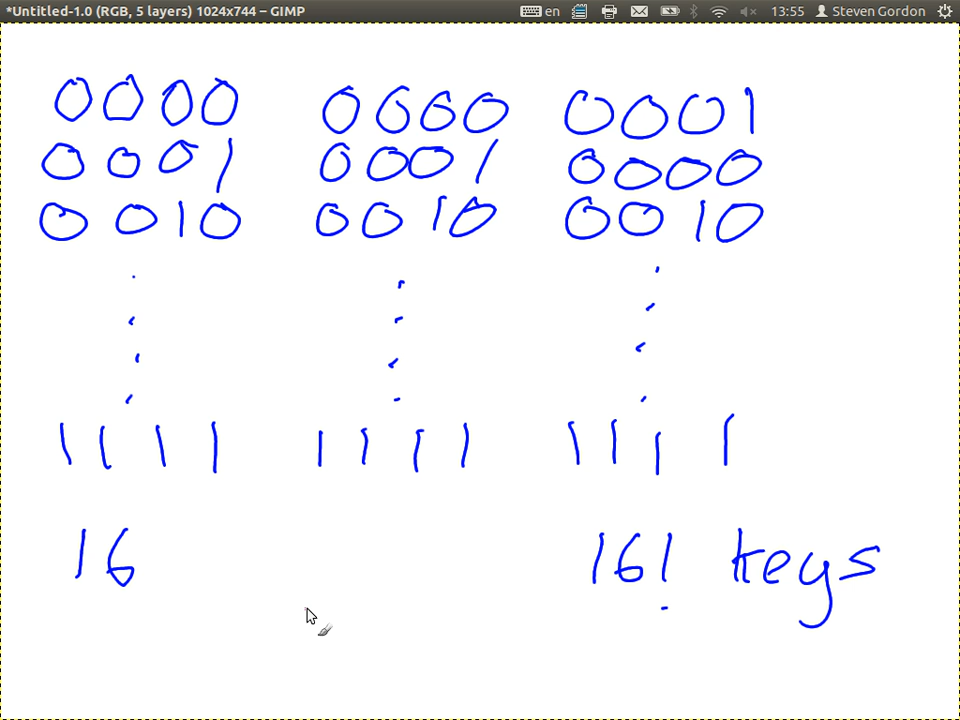 *Untitled-1.0 (RGB, 5 layers) 1024x744 – GIMP en 13:55 Steven Gordon
0000 0000 0001
0001 0001 0000
0010 0010 0010
1111 1111 1111
16 16! keys